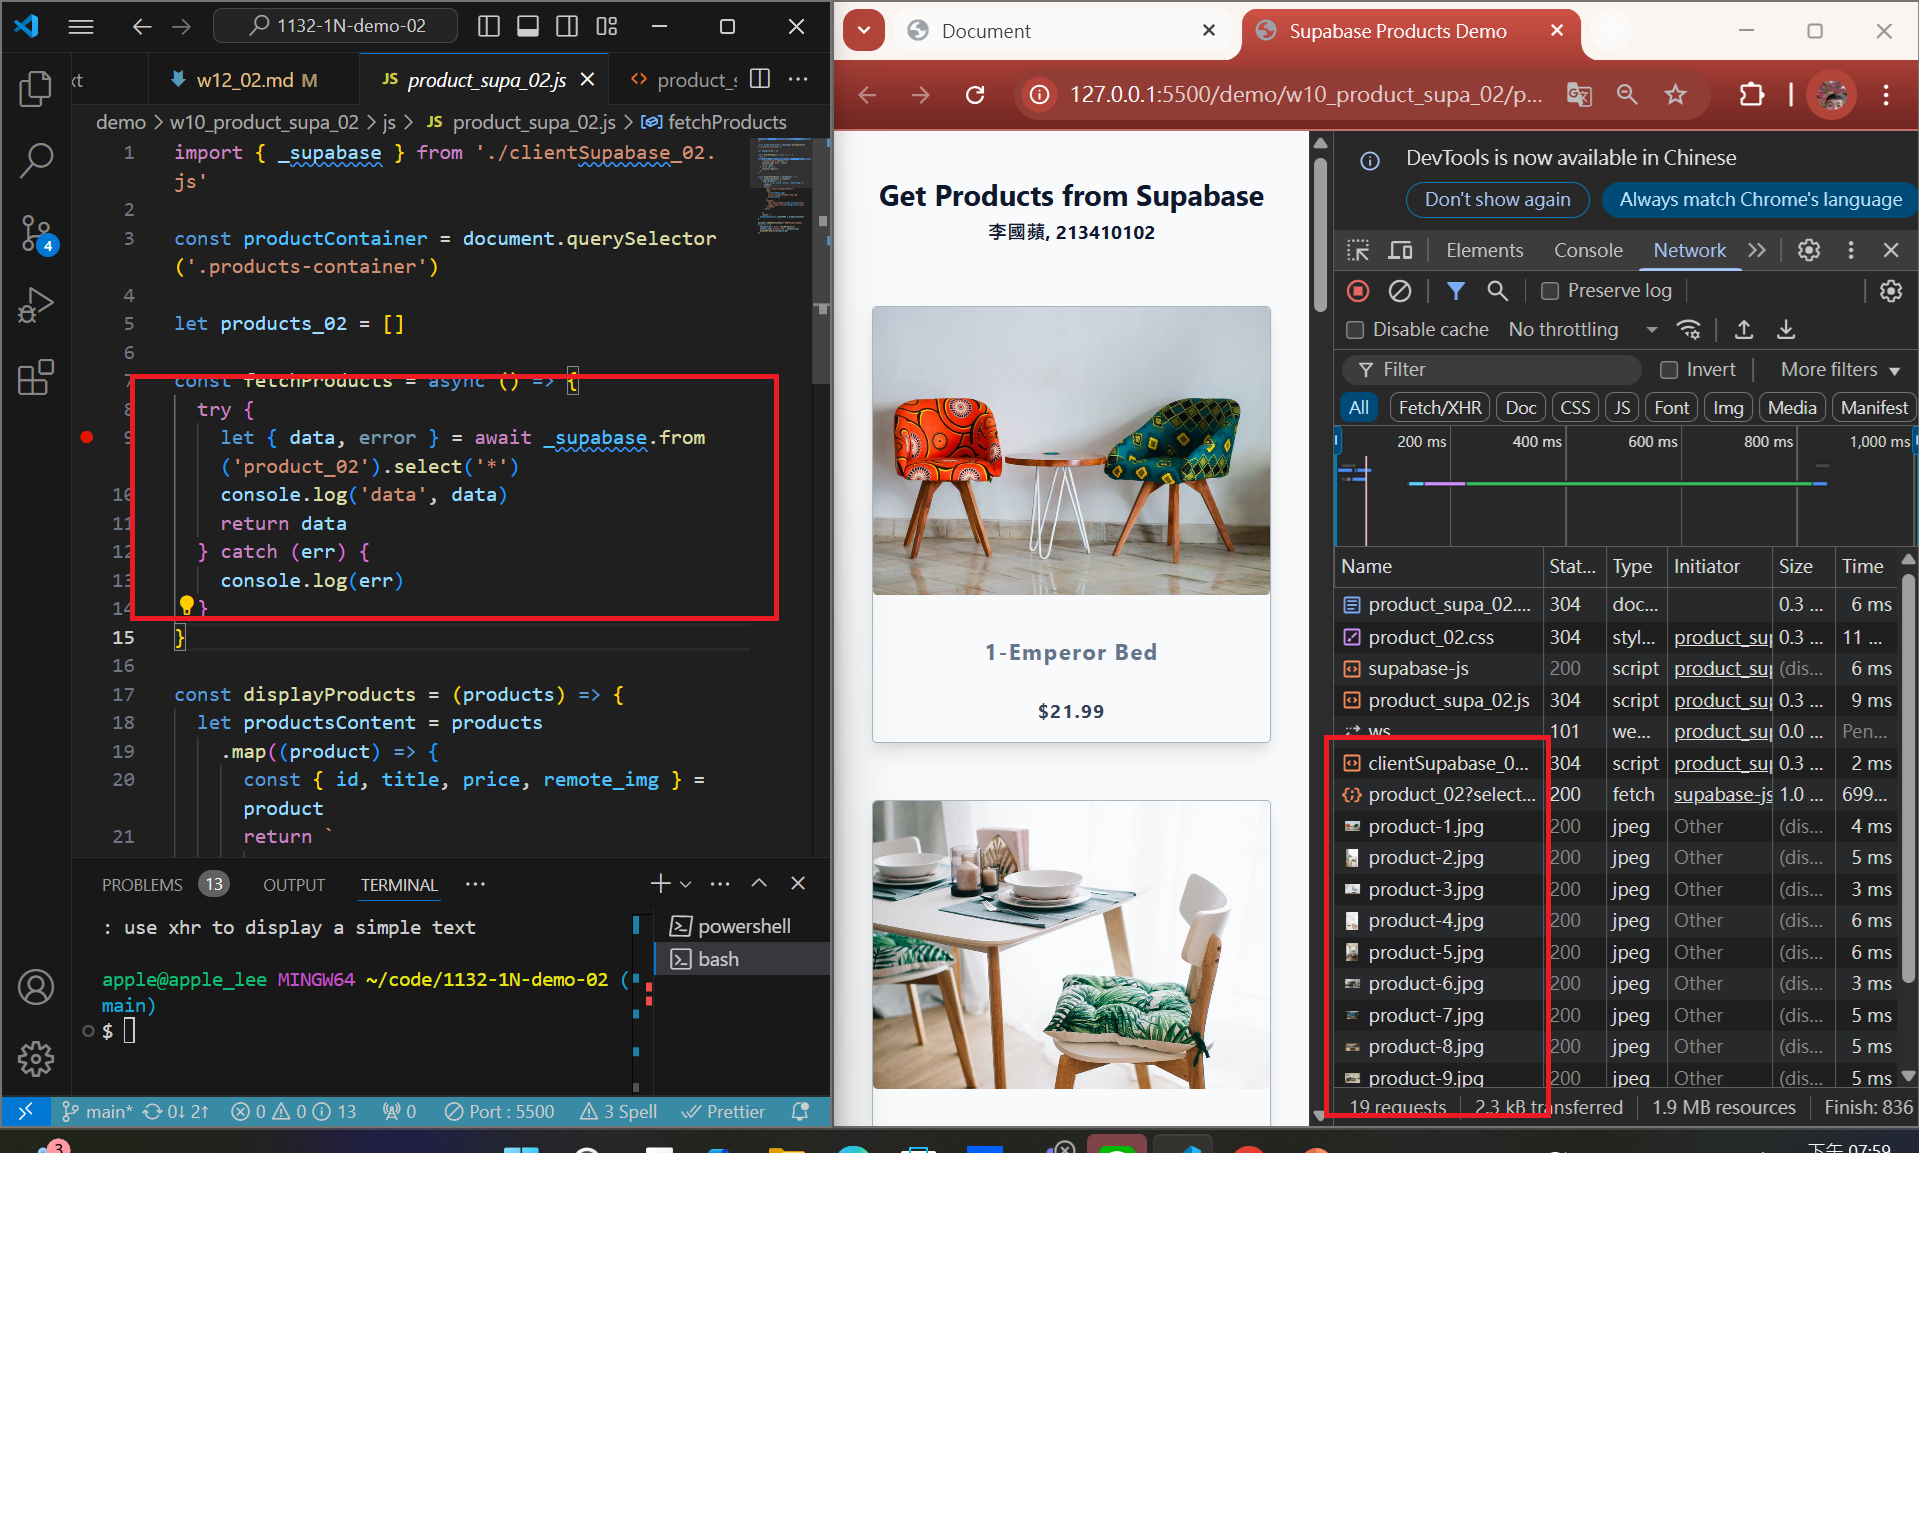 1132-1N-demo-02
xt
w12_02.md M
JS product_supa_02.js
product_s
demo > w10_product_supa_02 > js > JS product_supa_02.js > fetchProducts
1 import { _supabase } from './clientSupabase_02.
js'
2
3 const productContainer = document.querySelector
('.products-container')
4
5 let products_02 = []
6
7 const fetchProducts = async () => {
8 try {
9 let { data, error } = await _supabase.from
('product_02').select('*')
10 console.log('data', data)
11 return data
12 } catch (err) {
13 console.log(err)
14 }
15 }
16
17 const displayProducts = (products) => {
18 let productsContent = products
19 .map((product) => {
20 const { id, title, price, remote_img } =
product
21 return `
PROBLEMS 13 OUTPUT TERMINAL
: use xhr to display a simple text
apple@apple_lee MINGW64 ~/code/1132-1N-demo-02 (
main)
$
powershell
bash
4
main* 0↓ 2↑ 0 0 13 0 Port : 5500 3 Spell Prettier
Document
Supabase Products Demo
127.0.0.1:5500/demo/w10_product_supa_02/p...
Get Products from Supabase
李國蘋, 213410102
1-Emperor Bed
$21.99
DevTools is now available in Chinese
Don't show again
Always match Chrome's language
Elements Console Network
Preserve log
Disable cache No throttling
Filter Invert More filters
All Fetch/XHR Doc CSS JS Font Img Media Manifest
200 ms 400 ms 600 ms 800 ms 1,000 ms
Name Stat... Type Initiator Size Time
product_supa_02.... 304 doc... 0.3 ... 6 ms
product_02.css 304 styl... product_sup 0.3 ... 11 ...
supabase-js 200 script product_sup (dis... 6 ms
product_supa_02.js 304 script product_sup 0.3 ... 9 ms
ws 101 we... product_sup 0.0 ... Pen...
clientSupabase_0... 304 script product_sup 0.3 ... 2 ms
product_02?select... 200 fetch supabase-js 1.0 ... 699...
product-1.jpg 200 jpeg Other (dis... 4 ms
product-2.jpg 200 jpeg Other (dis... 5 ms
product-3.jpg 200 jpeg Other (dis... 3 ms
product-4.jpg 200 jpeg Other (dis... 6 ms
product-5.jpg 200 jpeg Other (dis... 6 ms
product-6.jpg 200 jpeg Other (dis... 3 ms
product-7.jpg 200 jpeg Other (dis... 5 ms
product-8.jpg 200 jpeg Other (dis... 5 ms
product-9.jpg 200 jpeg Other (dis... 5 ms
19 requests 2.3 kB transferred 1.9 MB resources Finish: 836
3
下午 07:59